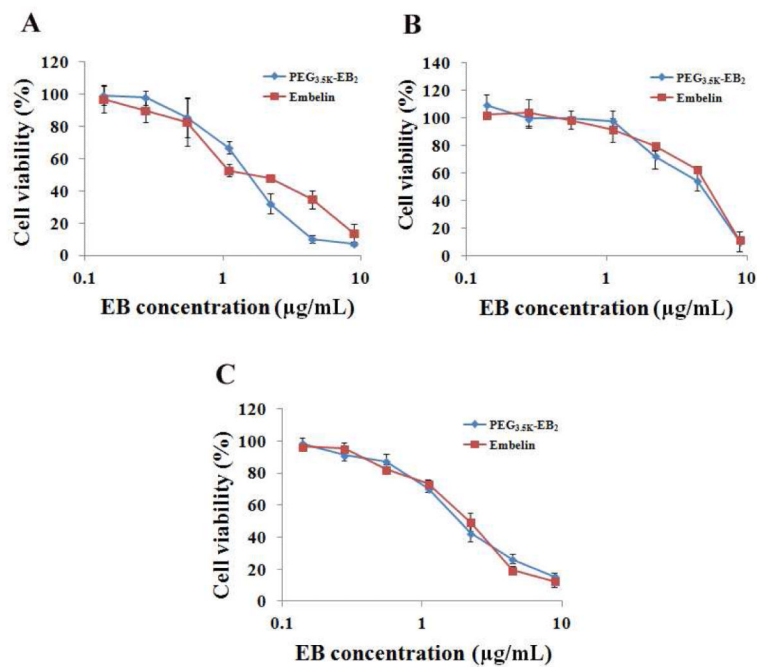 A
120
100
80
60
40
20
0
Cell viability (%)
PEG3.5K-EB2
Embelin
0.1 1 10
EB concentration (µg/mL)
B
140
120
100
80
60
40
20
0
Cell viability (%)
PEG3.5K-EB2
Embelin
0.1 1 10
EB concentration (µg/mL)
C
120
100
80
60
40
20
0
Cell viability (%)
PEG3.5K-EB2
Embelin
0.1 1 10
EB concentration (µg/mL)